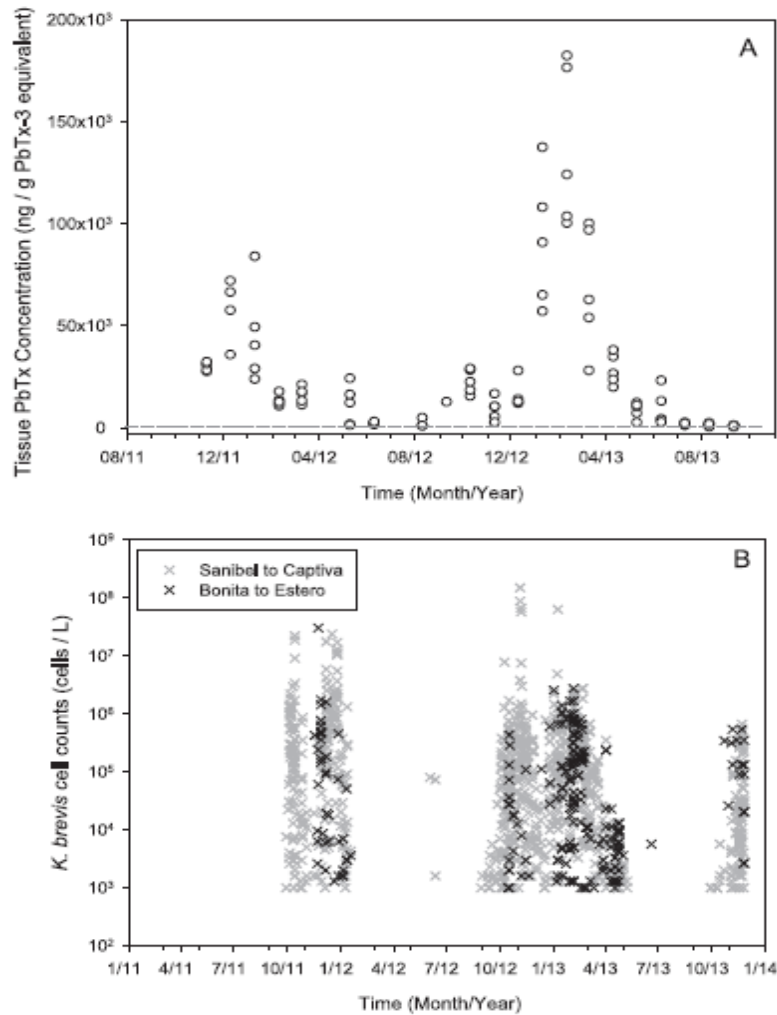 A
Tissue PbTx Concentration (ng / g PbTx-3 equivalent)
200x10³
150x10³
100x10³
50x10³
0
08/11 12/11 04/12 08/12 12/12 04/13 08/13
Time (Month/Year)
B
Sanibel to Captiva
Bonita to Estero
K. brevis cell counts (cells / L)
10⁹
10⁸
10⁷
10⁶
10⁵
10⁴
10³
10²
1/11 4/11 7/11 10/11 1/12 4/12 7/12 10/12 1/13 4/13 7/13 10/13 1/14
Time (Month/Year)